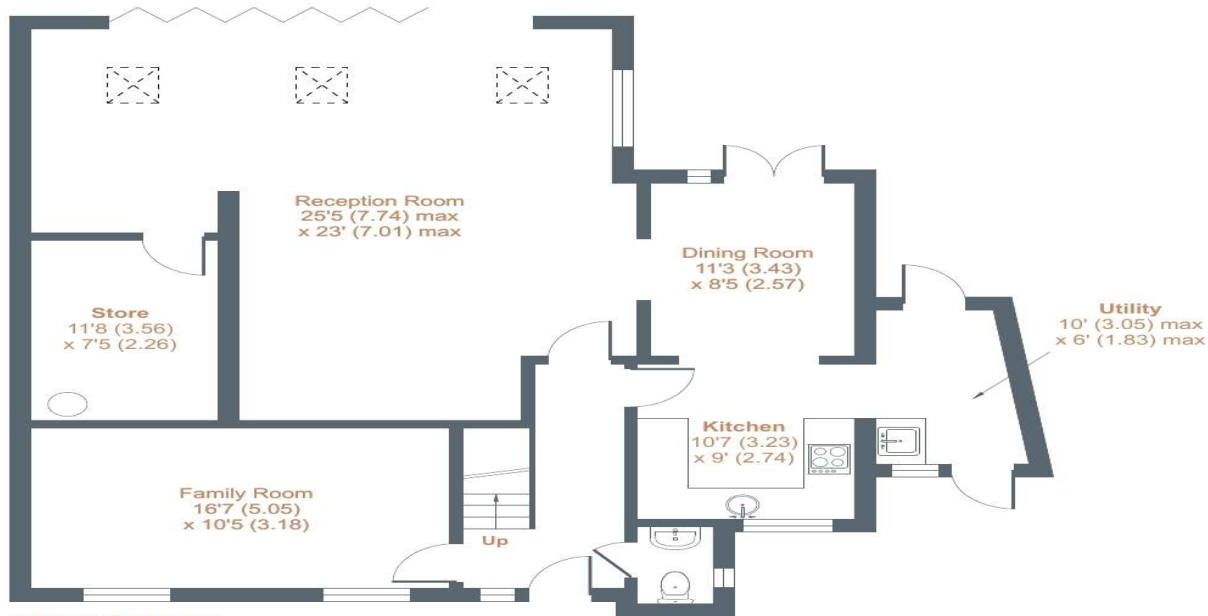 Reception Room
25'5 (7.74) max
x 23' (7.01) max
Dining Room
11'3 (3.43)
x 8'5 (2.57)
Utility
10' (3.05) max
x 6' (1.83) max
Store
11'8 (3.56)
x 7'5 (2.26)
Kitchen
10'7 (3.23)
x 9' (2.74)
Family Room
16'7 (5.05)
x 10'5 (3.18)
Up